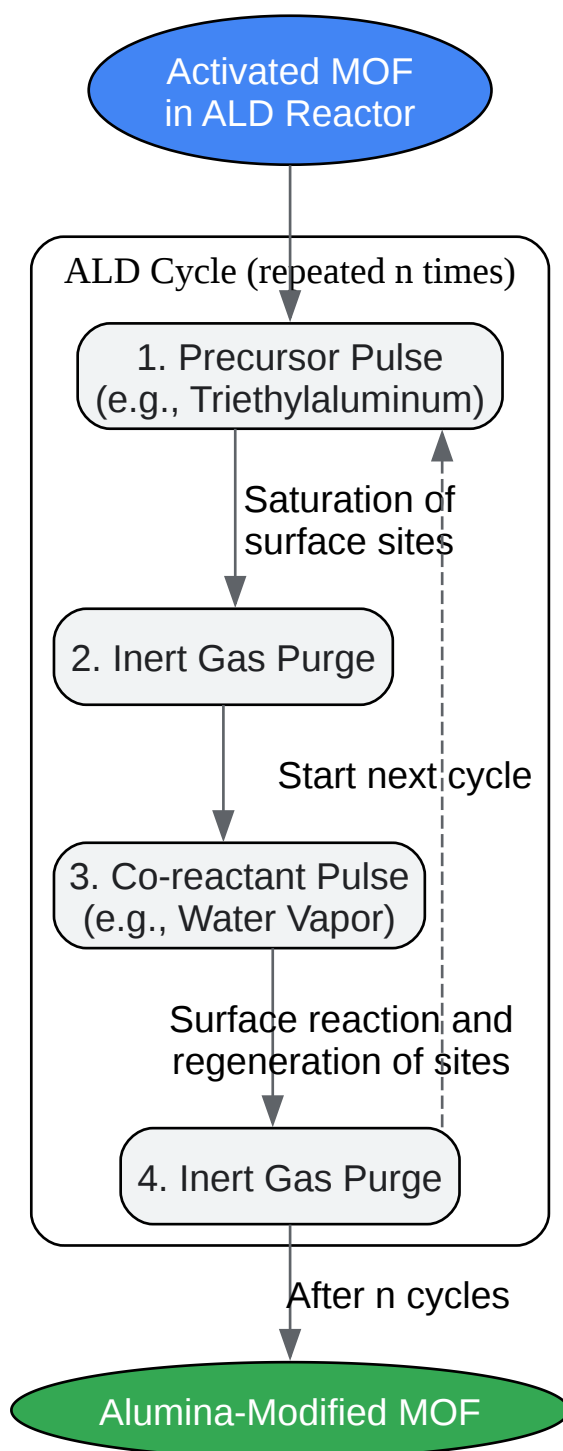 Activated MOF
in ALD Reactor
ALD Cycle (repeated n times)
1. Precursor Pulse
(e.g., Triethylaluminum)
Saturation of
surface sites
2. Inert Gas Purge
Start next cycle
3. Co-reactant Pulse
(e.g., Water Vapor)
Surface reaction and
regeneration of sites
4. Inert Gas Purge
After n cycles
Alumina-Modified MOF